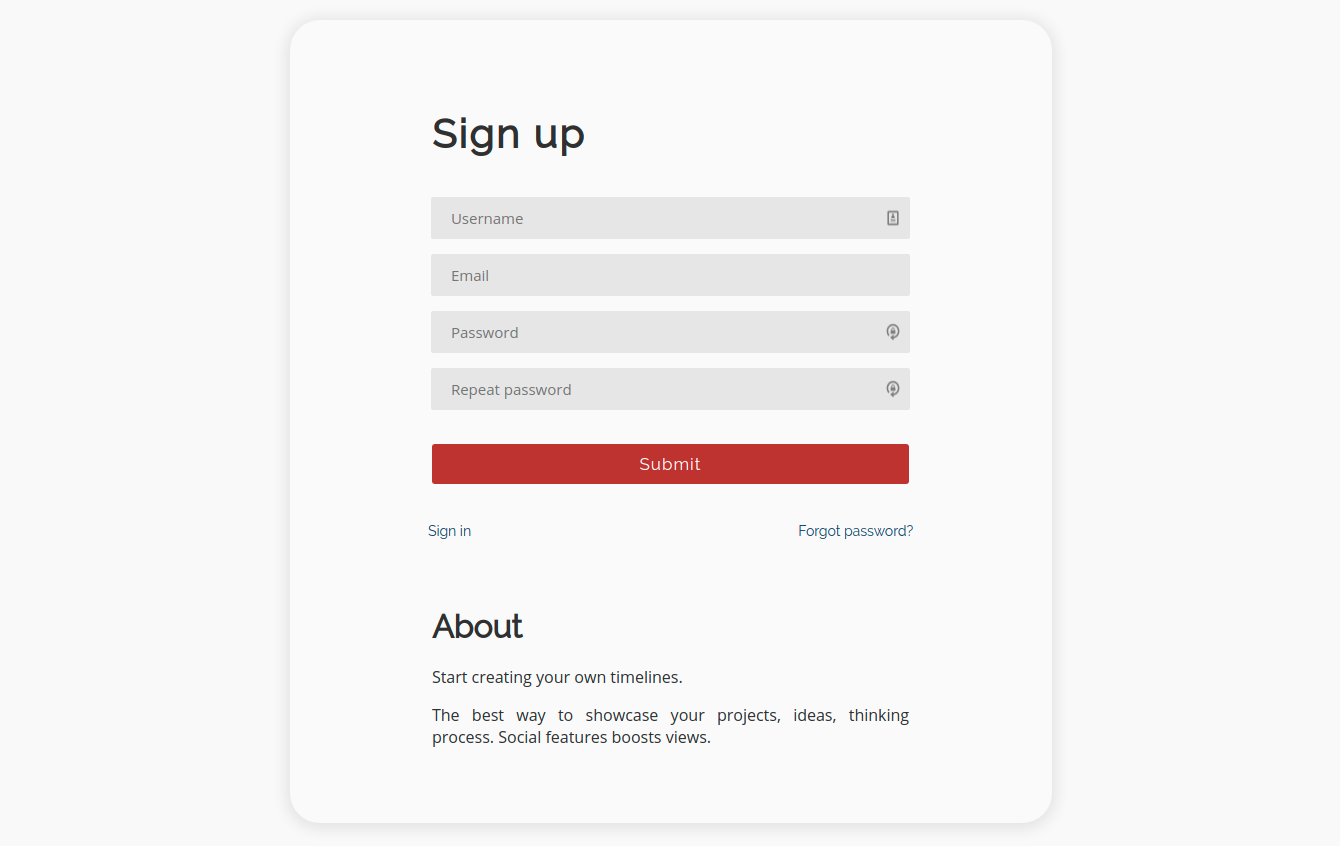 Sign up
Username
Email
Password
Repeat password
Submit
Sign in
Forgot password?
About
Start creating your own timelines.
The best way to showcase your projects, ideas, thinking
process. Social features boosts views.